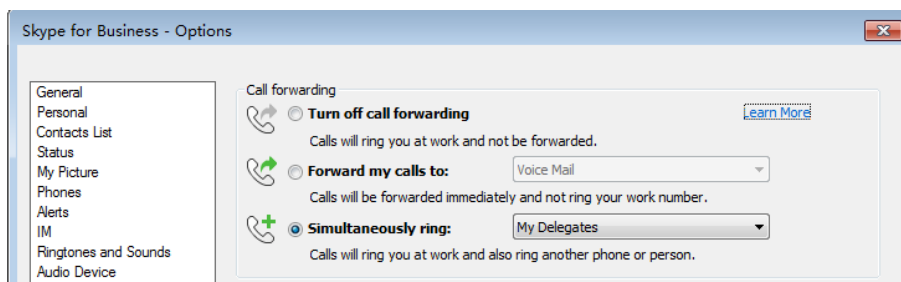 Skype for Business - Options
General
Personal
Contacts List
Status
My Picture
Phones
Alerts
IM
Ringtones and Sounds
Audio Device
Call forwarding
Turn off call forwarding
Learn More
Calls will ring you at work and not be forwarded.
Forward my calls to:
Voice Mail
Calls will be forwarded immediately and not ring your work number.
Simultaneously ring:
My Delegates
Calls will ring you at work and also ring another phone or person.